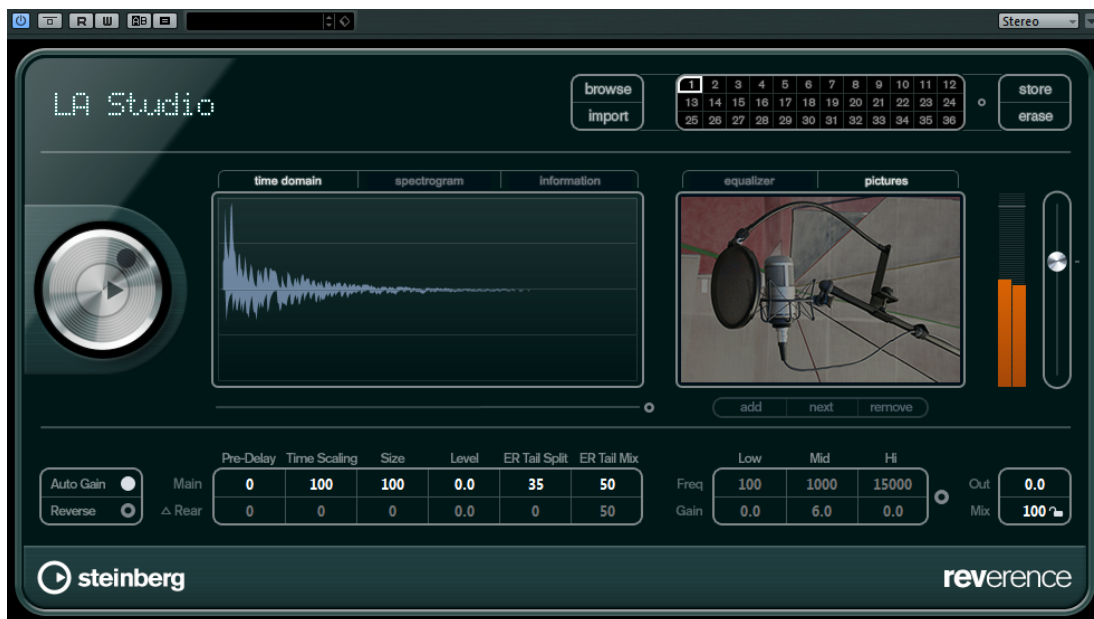 R W AB Stereo
LA Studio
browse
import
1 2 3 4 5 6 7 8 9 10 11 12
13 14 15 16 17 18 19 20 21 22 23 24
25 26 27 28 29 30 31 32 33 34 35 36
store
erase
time domain spectrogram information
equalizer pictures
add next remove
Pre-Delay Time Scaling Size Level ER Tail Split ER Tail Mix
Low Mid Hi
Auto Gain Main 0 100 100 0.0 35 50
Freq 100 1000 15000 Out 0.0
Reverse △ Rear 0 0 0 0.0 0 50
Gain 0.0 6.0 0.0 Mix 100
steinberg
reverence